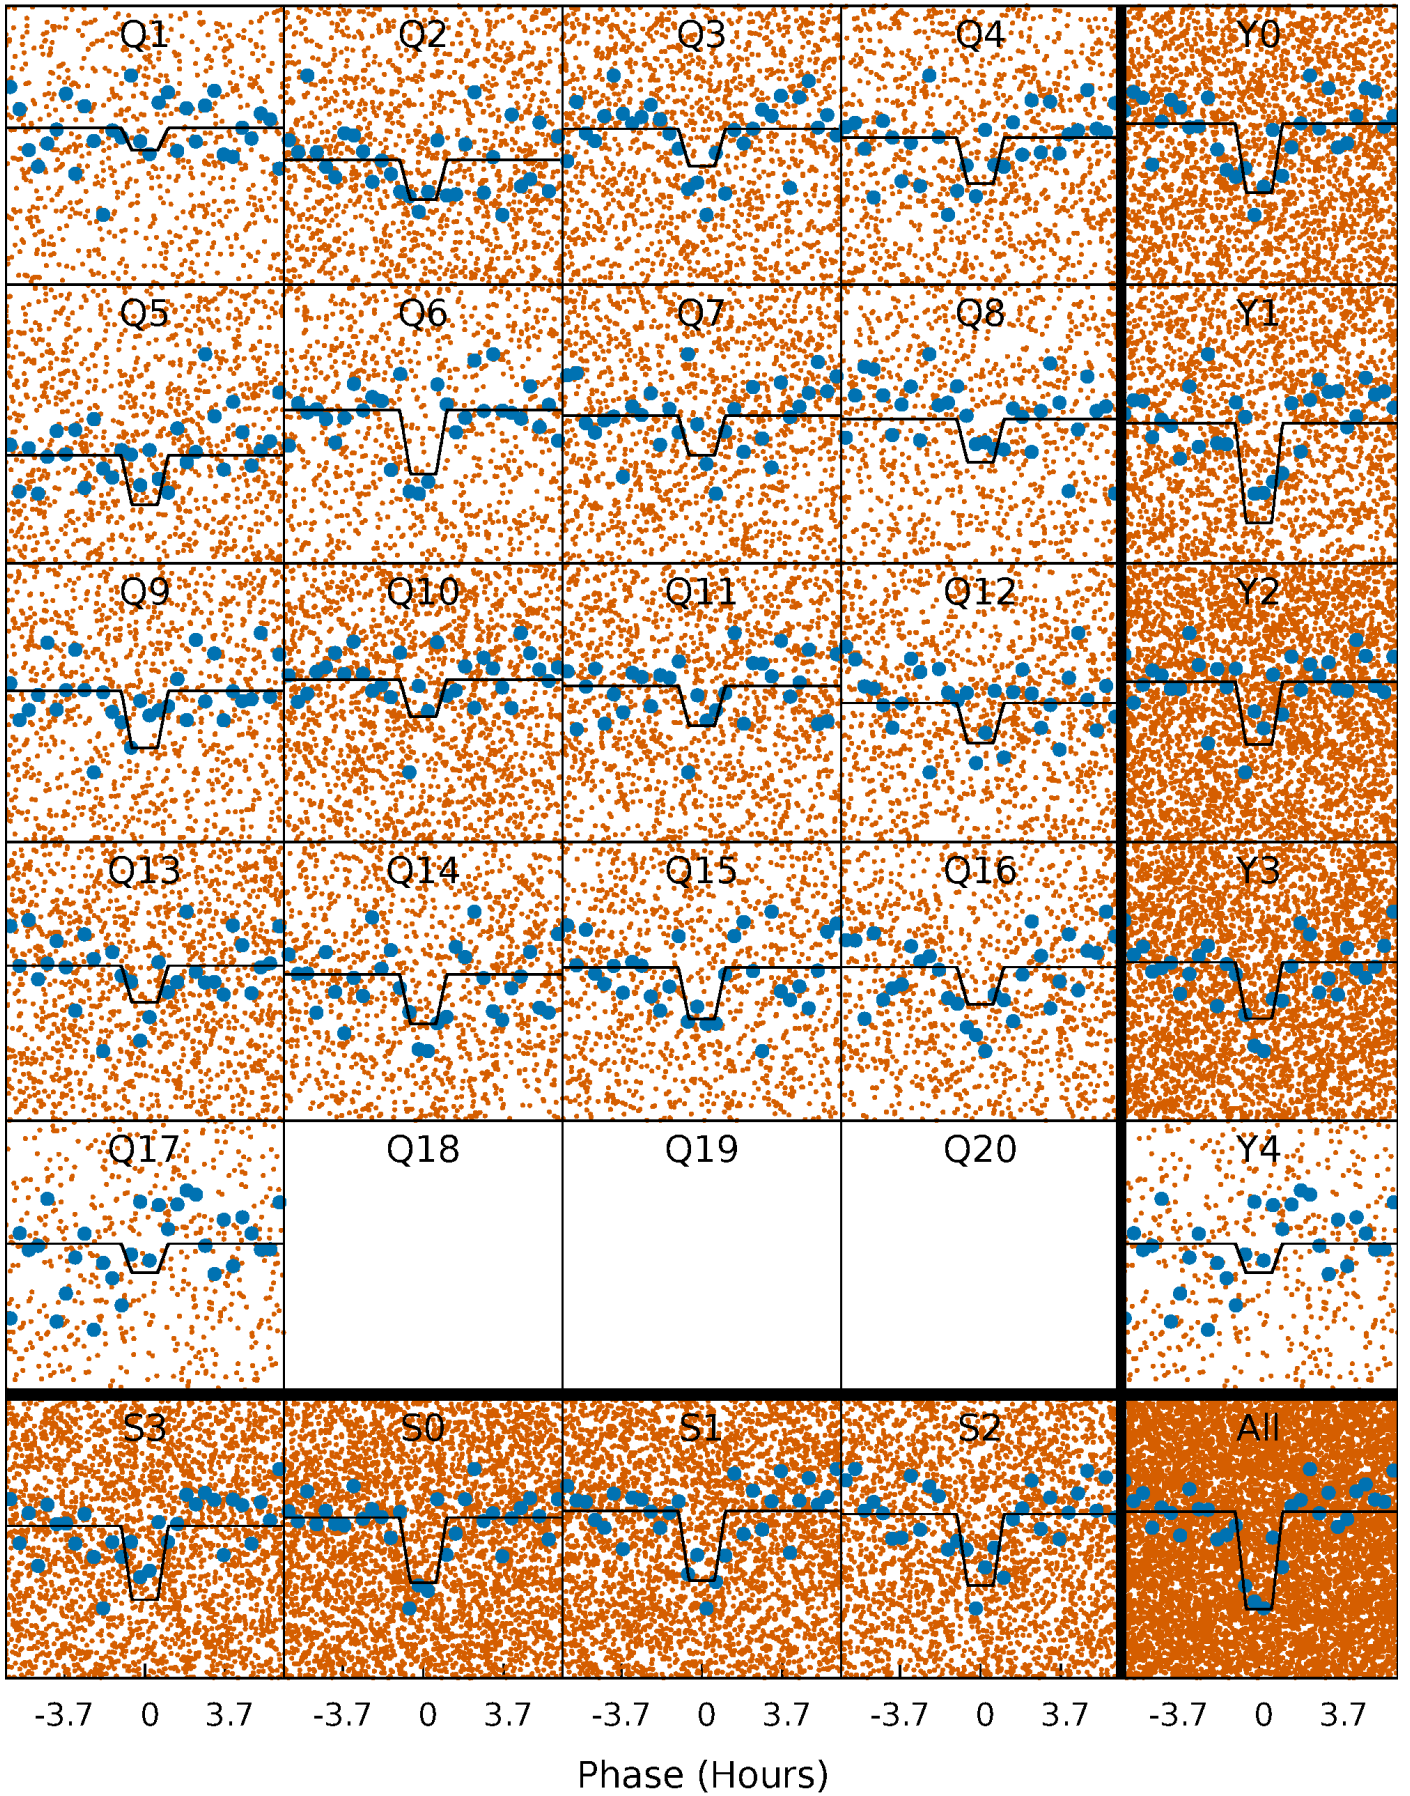 Q1 Q2 Q3 Q4 Y0
Q5 Q6 Q7 Q8 Y1
Q9 Q10 Q11 Q12 Y2
Q13 Q14 Q15 Q16 Y3
Q17 Q18 Q19 Q20 Y4
S3 S0 S1 S2 All
-3.7 0 3.7 -3.7 0 3.7 -3.7 0 3.7 -3.7 0 3.7 -3.7 0 3.7
Phase (Hours)